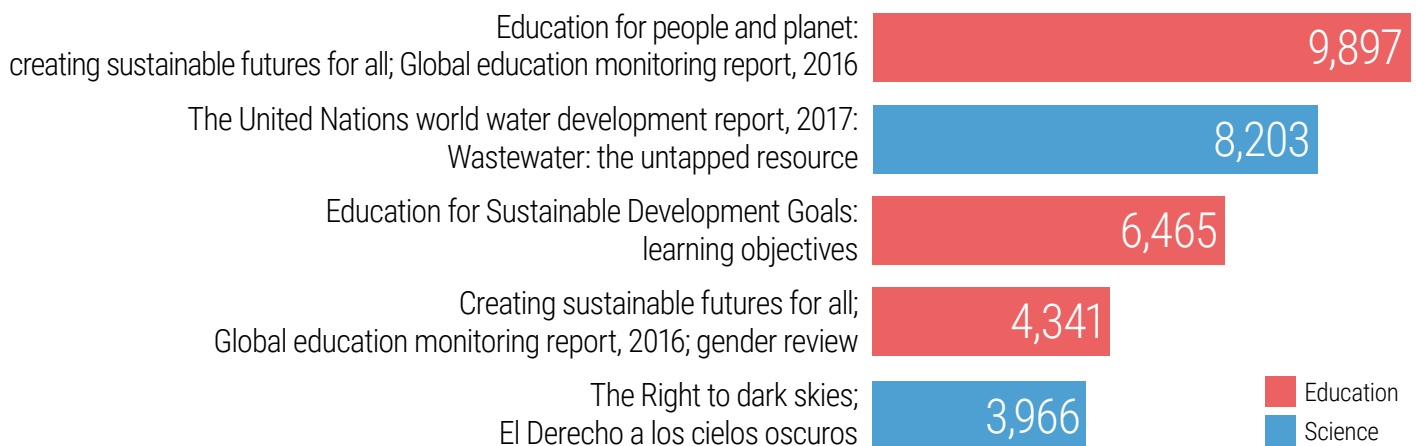 Education for people and planet:
creating sustainable futures for all; Global education monitoring report, 2016
9,897
The United Nations world water development report, 2017:
Wastewater: the untapped resource
8,203
Education for Sustainable Development Goals:
learning objectives
6,465
Creating sustainable futures for all;
Global education monitoring report, 2016; gender review
4,341
The Right to dark skies;
El Derecho a los cielos oscuros
3,966
Education
Science